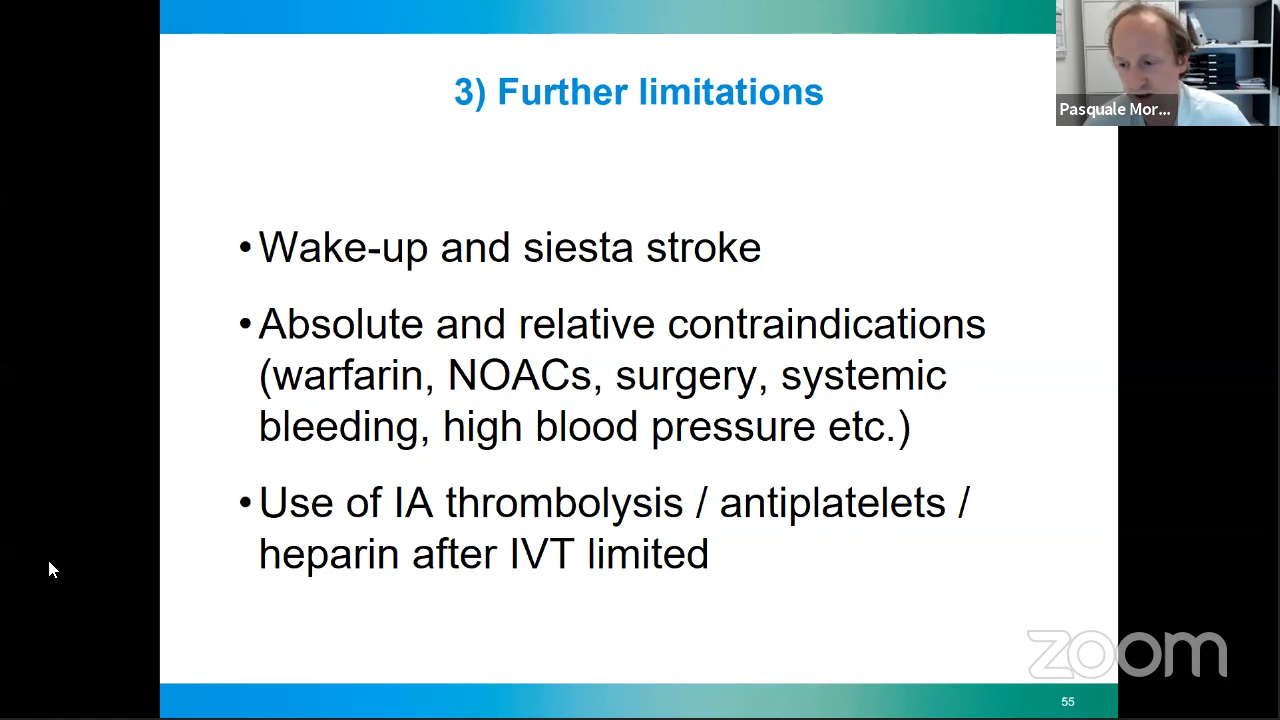 3) Further limitations
Pasquale Mor...
•Wake-up and siesta stroke
•Absolute and relative contraindications
(warfarin, NOACs, surgery, systemic
bleeding, high blood pressure etc.)
•Use of IA thrombolysis / antiplatelets /
heparin after IVT limited
zoom
55